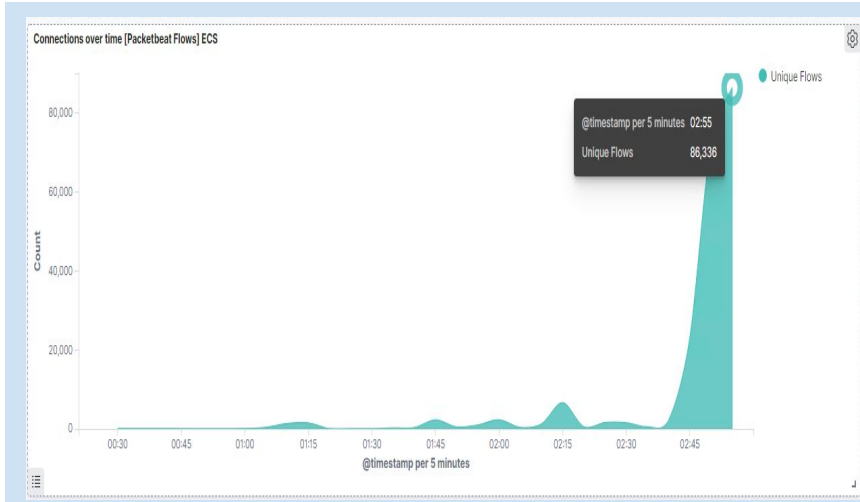 Connections over time [Packetbeat Flows] ECS
Unique Flows
@timestamp per 5 minutes 02:55
Unique Flows 86,336
80,000
60,000
40,000
20,000
0
Count
00:30 00:45 01:00 01:15 01:30 01:45 02:00 02:15 02:30 02:45
@timestamp per 5 minutes